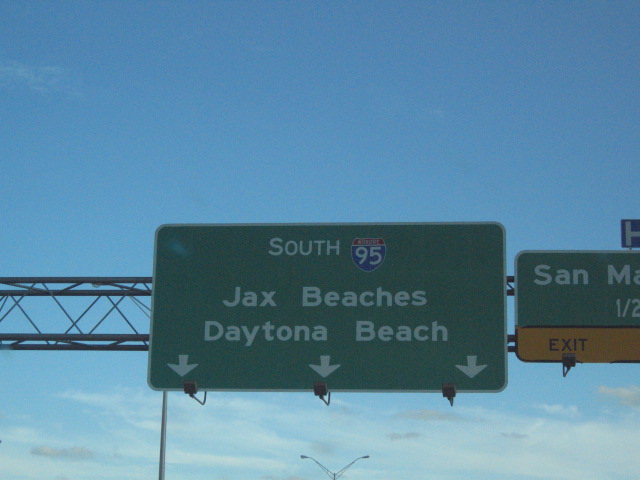 SOUTH 95
Jax Beaches
Daytona Beach
H
San Ma
1/2
EXIT